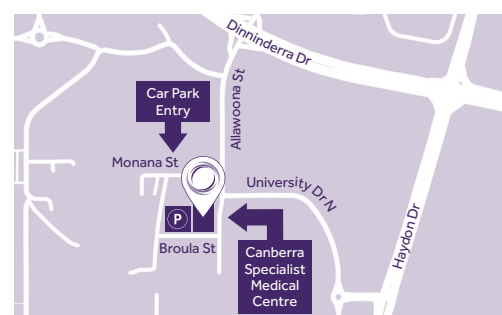 Dinninderra Dr
Car Park
Entry
Allawoona St
Monana St
University Dr N
P
Haydon Dr
Broula St
Canberra
Specialist
Medical
Centre